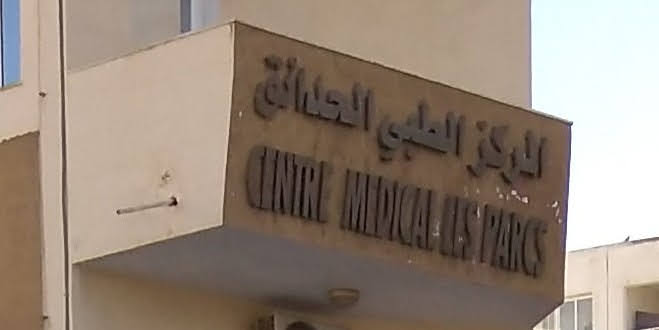 المركز الطبي الحدائق
CENTRE MEDICAL LES PARCS